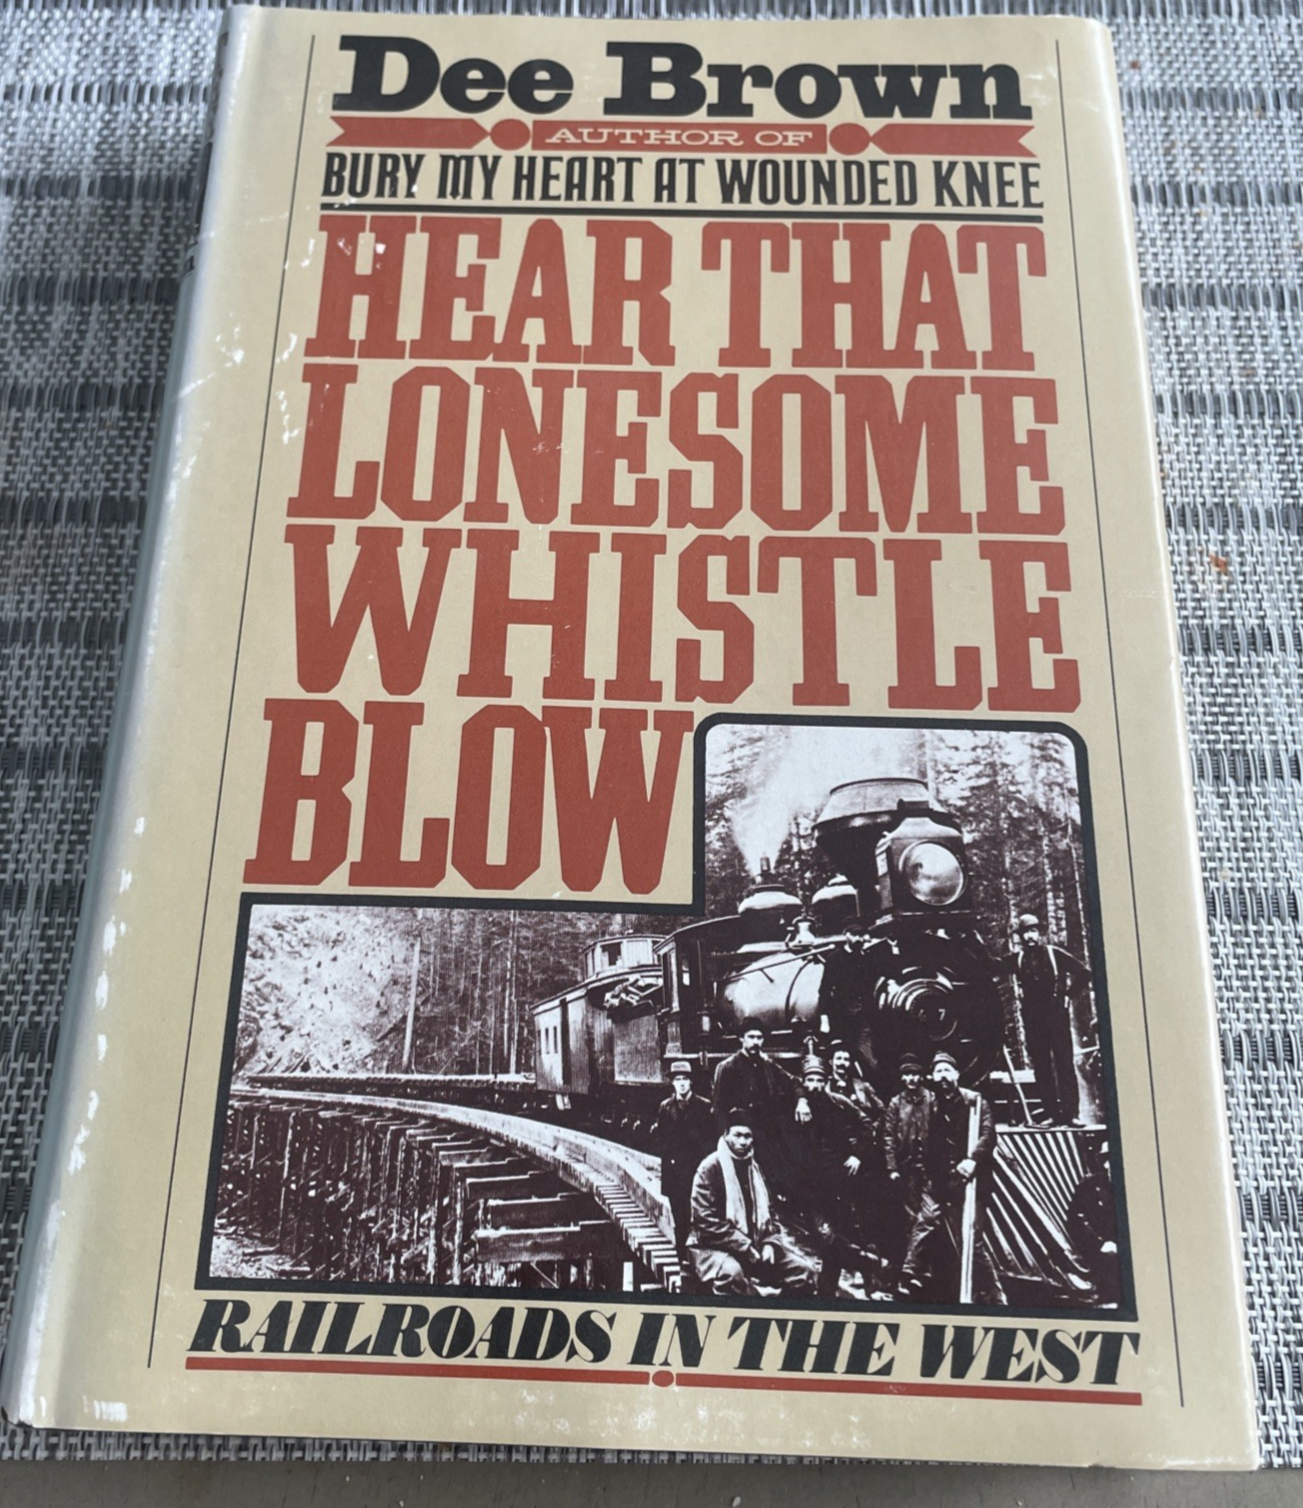 Dee Brown
AUTHOR OF
BURY MY HEART AT WOUNDED KNEE
HEAR THAT
LONESOME
WHISTLE
BLOW
7
RAILROADS IN THE WEST